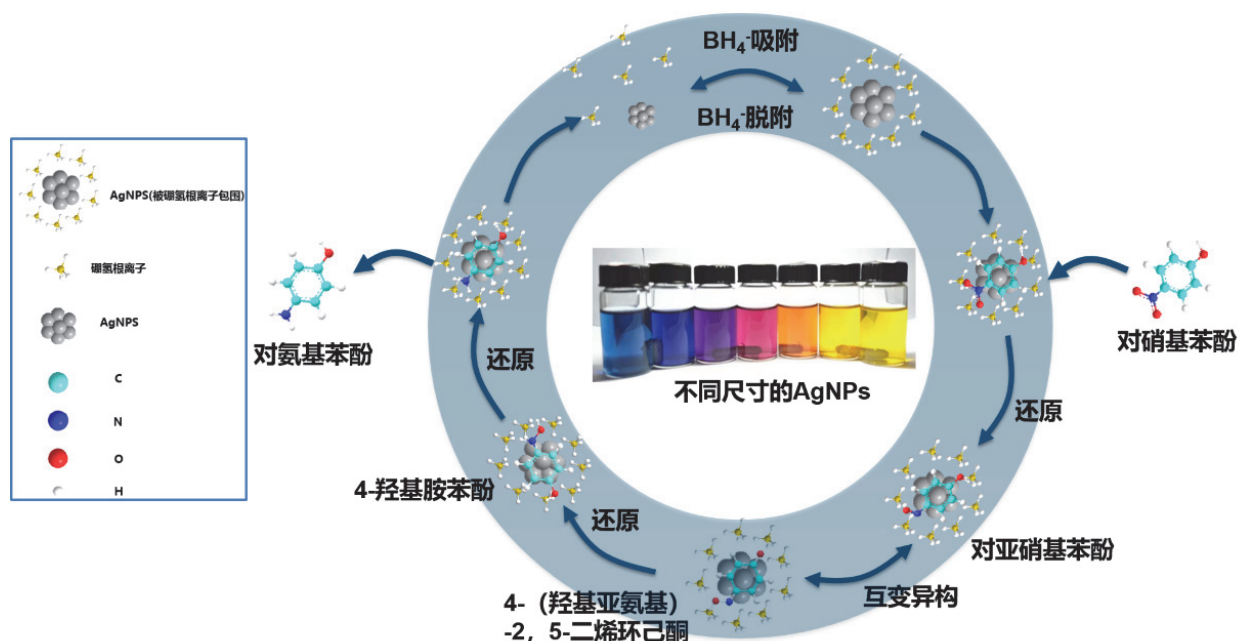 BH₄⁻吸附
BH₄⁻脱附
AgNPS(被硼氢根离子包围)
硼氢根离子
AgNPS
C
N
O
H
对氨基苯酚
还原
4-羟基胺苯酚
还原
4-（羟基亚氨基）
-2，5-二烯环己酮
互变异构
对亚硝基苯酚
还原
对硝基苯酚
不同尺寸的AgNPs